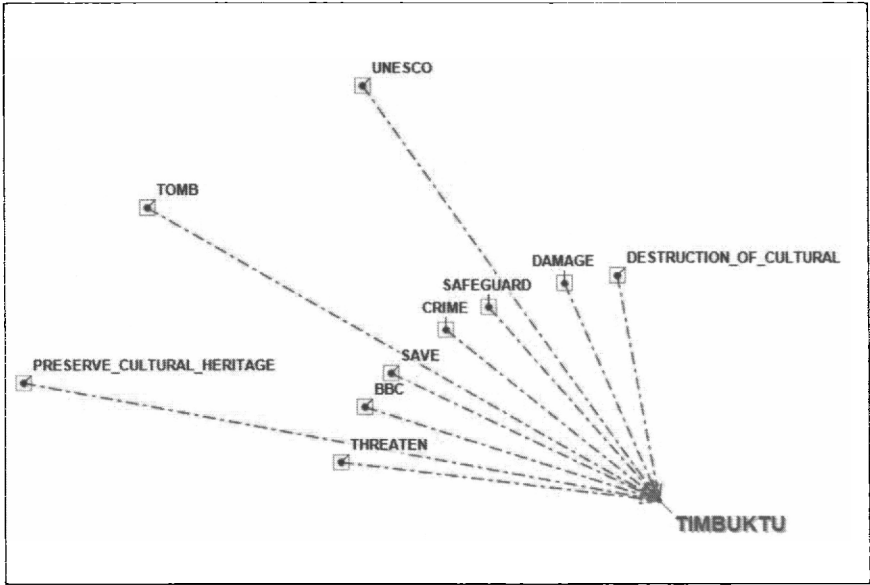 UNESCO
TOMB
DESTRUCTION_OF_CULTURAL
DAMAGE
SAFEGUARD
CRIME
SAVE
PRESERVE_CULTURAL_HERITAGE
BBC
THREATEN
TIMBUKTU